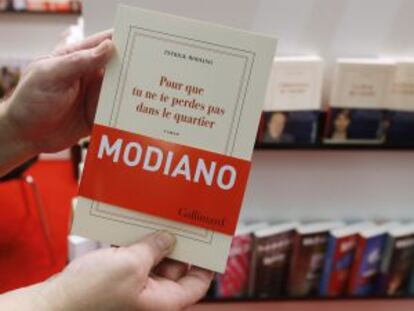 PATRICK MODIANO
Pour que
tu ne te perdes pas
dans le quartier
roman
MODIANO
Gallimard